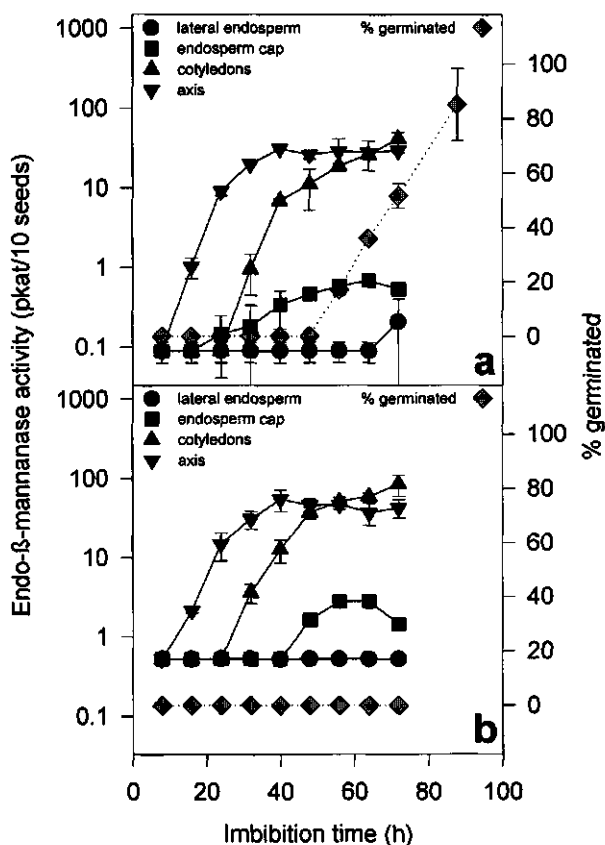 Endo-ß-mannanase activity (pkat/10 seeds)
1000
100
10
1
0.1
lateral endosperm
endosperm cap
cotyledons
axis
% germinated
100
80
60
40
20
0
a
1000
100
10
1
0.1
lateral endosperm
endosperm cap
cotyledons
axis
% germinated
100
80
60
40
20
0
b
% germinated
0
20
40
60
80
100
Imbibition time (h)